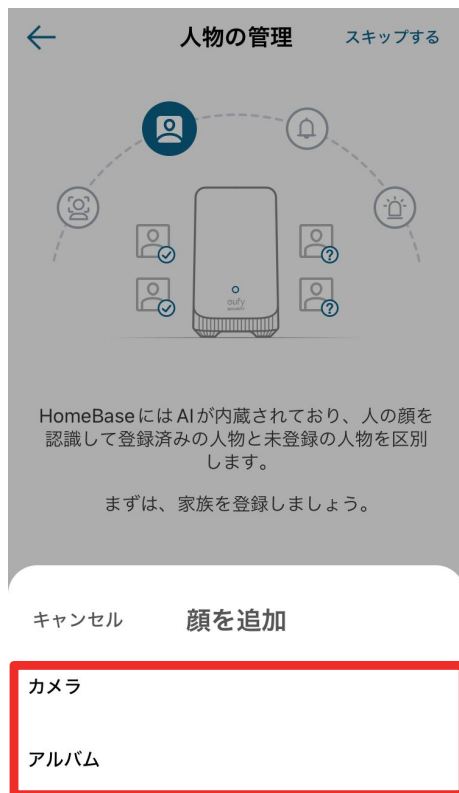 人物の管理
スキップする
eufy
HomeBaseにはAIが内蔵されており、人の顔を
認識して登録済みの人物と未登録の人物を区別
します。
まずは、家族を登録しましょう。
キャンセル
顔を追加
カメラ
アルバム